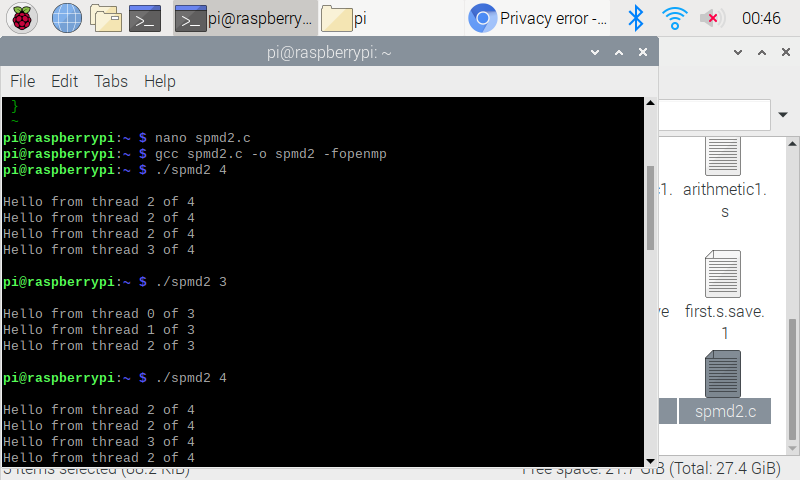 pi@raspberry...
pi
Privacy error -...
00:46
pi@raspberrypi: ~
File Edit Tabs Help
}
~
pi@raspberrypi:~ $ nano spmd2.c
pi@raspberrypi:~ $ gcc spmd2.c -o spmd2 -fopenmp
pi@raspberrypi:~ $ ./spmd2 4
Hello from thread 2 of 4
Hello from thread 2 of 4
Hello from thread 2 of 4
Hello from thread 3 of 4
pi@raspberrypi:~ $ ./spmd2 3
Hello from thread 0 of 3
Hello from thread 1 of 3
Hello from thread 2 of 3
pi@raspberrypi:~ $ ./spmd2 4
Hello from thread 2 of 4
Hello from thread 2 of 4
Hello from thread 3 of 4
Hello from thread 2 of 4
c1.
arithmetic1.
s
ve
first.s.save.
1
spmd2.c
items selected (88.2 KiB)
Free space: 21.7 GiB (Total: 27.4 GiB)